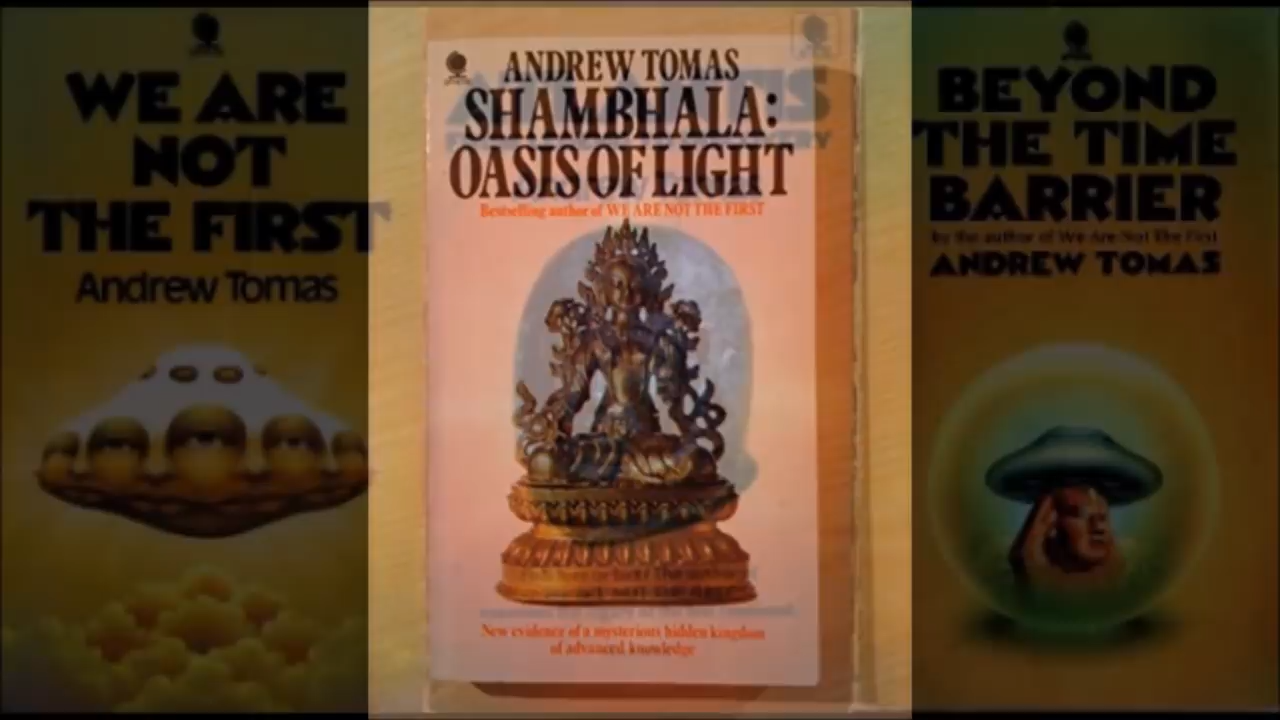 WE ARE
NOT
THE FIRST
Andrew Tomas
ANDREW TOMAS
SHAMBHALA:
OASIS OF LIGHT
Bestselling author of WE ARE NOT THE FIRST
New evidence of a mysterious hidden kingdom
of advanced knowledge
BEYOND
THE TIME
BARRIER
by the author of We Are Not The First
ANDREW TOMAS